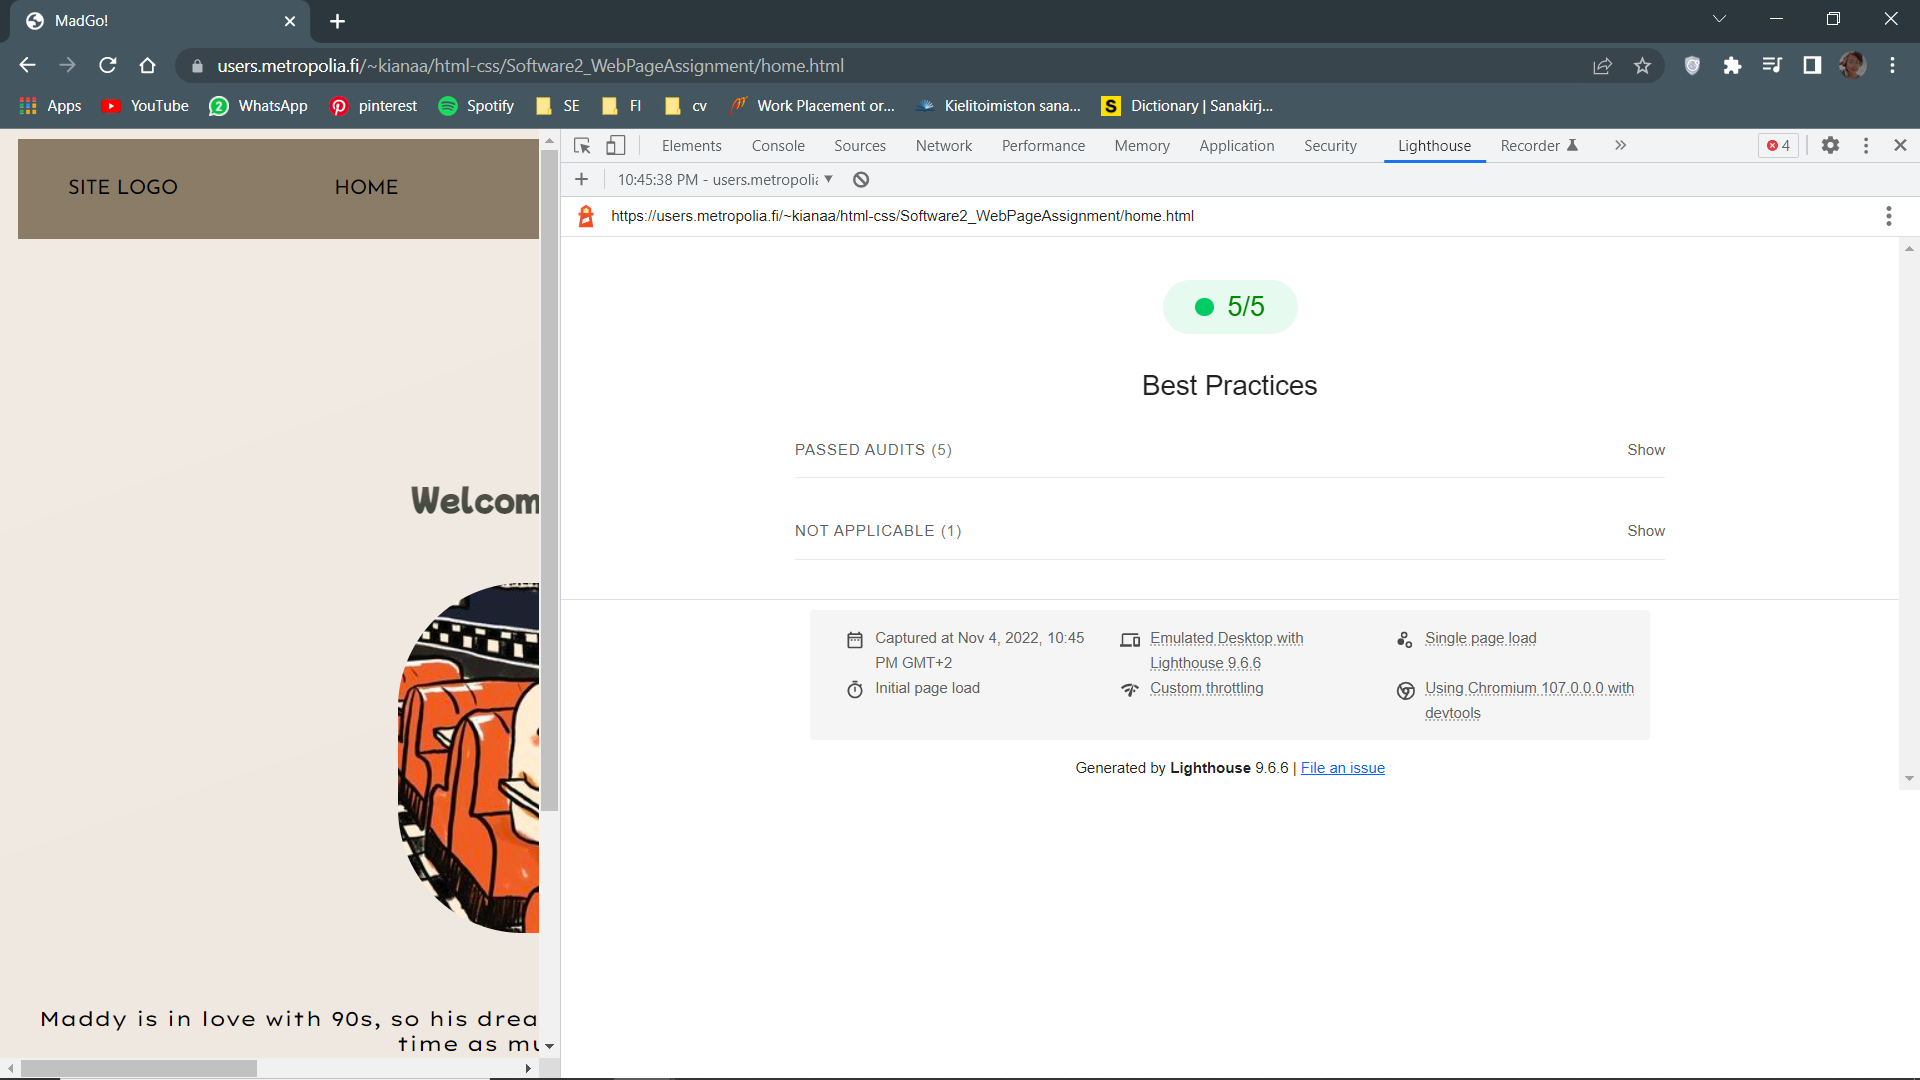 MadGo!
users.metropolia.fi/~kianaa/html-css/Software2_WebPageAssignment/home.html
Apps YouTube 2 WhatsApp pinterest Spotify SE FI cv Work Placement or... Kielitoimiston sana... S Dictionary | Sanakirj...
SITE LOGO HOME
Welcom
Maddy is in love with 90s, so his drea
time as mu
Elements Console Sources Network Performance Memory Application Security Lighthouse Recorder 4
10:45:38 PM - users.metropolia
https://users.metropolia.fi/~kianaa/html-css/Software2_WebPageAssignment/home.html
5/5
Best Practices
PASSED AUDITS (5) Show
NOT APPLICABLE (1) Show
Captured at Nov 4, 2022, 10:45
PM GMT+2
Initial page load
Emulated Desktop with
Lighthouse 9.6.6
Custom throttling
Single page load
Using Chromium 107.0.0.0 with
devtools
Generated by Lighthouse 9.6.6 | File an issue